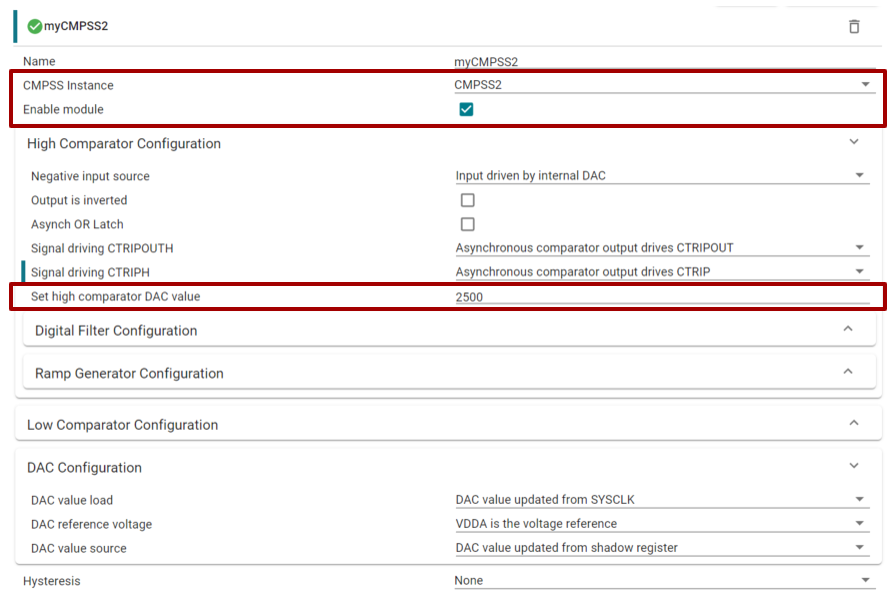 myCMPSS2
Name myCMPSS2
CMPSS Instance CMPSS2
Enable module
High Comparator Configuration
Negative input source Input driven by internal DAC
Output is inverted
Asynch OR Latch
Signal driving CTRIPOUTH Asynchronous comparator output drives CTRIPOUT
Signal driving CTRIPH Asynchronous comparator output drives CTRIP
Set high comparator DAC value 2500
Digital Filter Configuration
Ramp Generator Configuration
Low Comparator Configuration
DAC Configuration
DAC value load DAC value updated from SYSCLK
DAC reference voltage VDDA is the voltage reference
DAC value source DAC value updated from shadow register
Hysteresis None